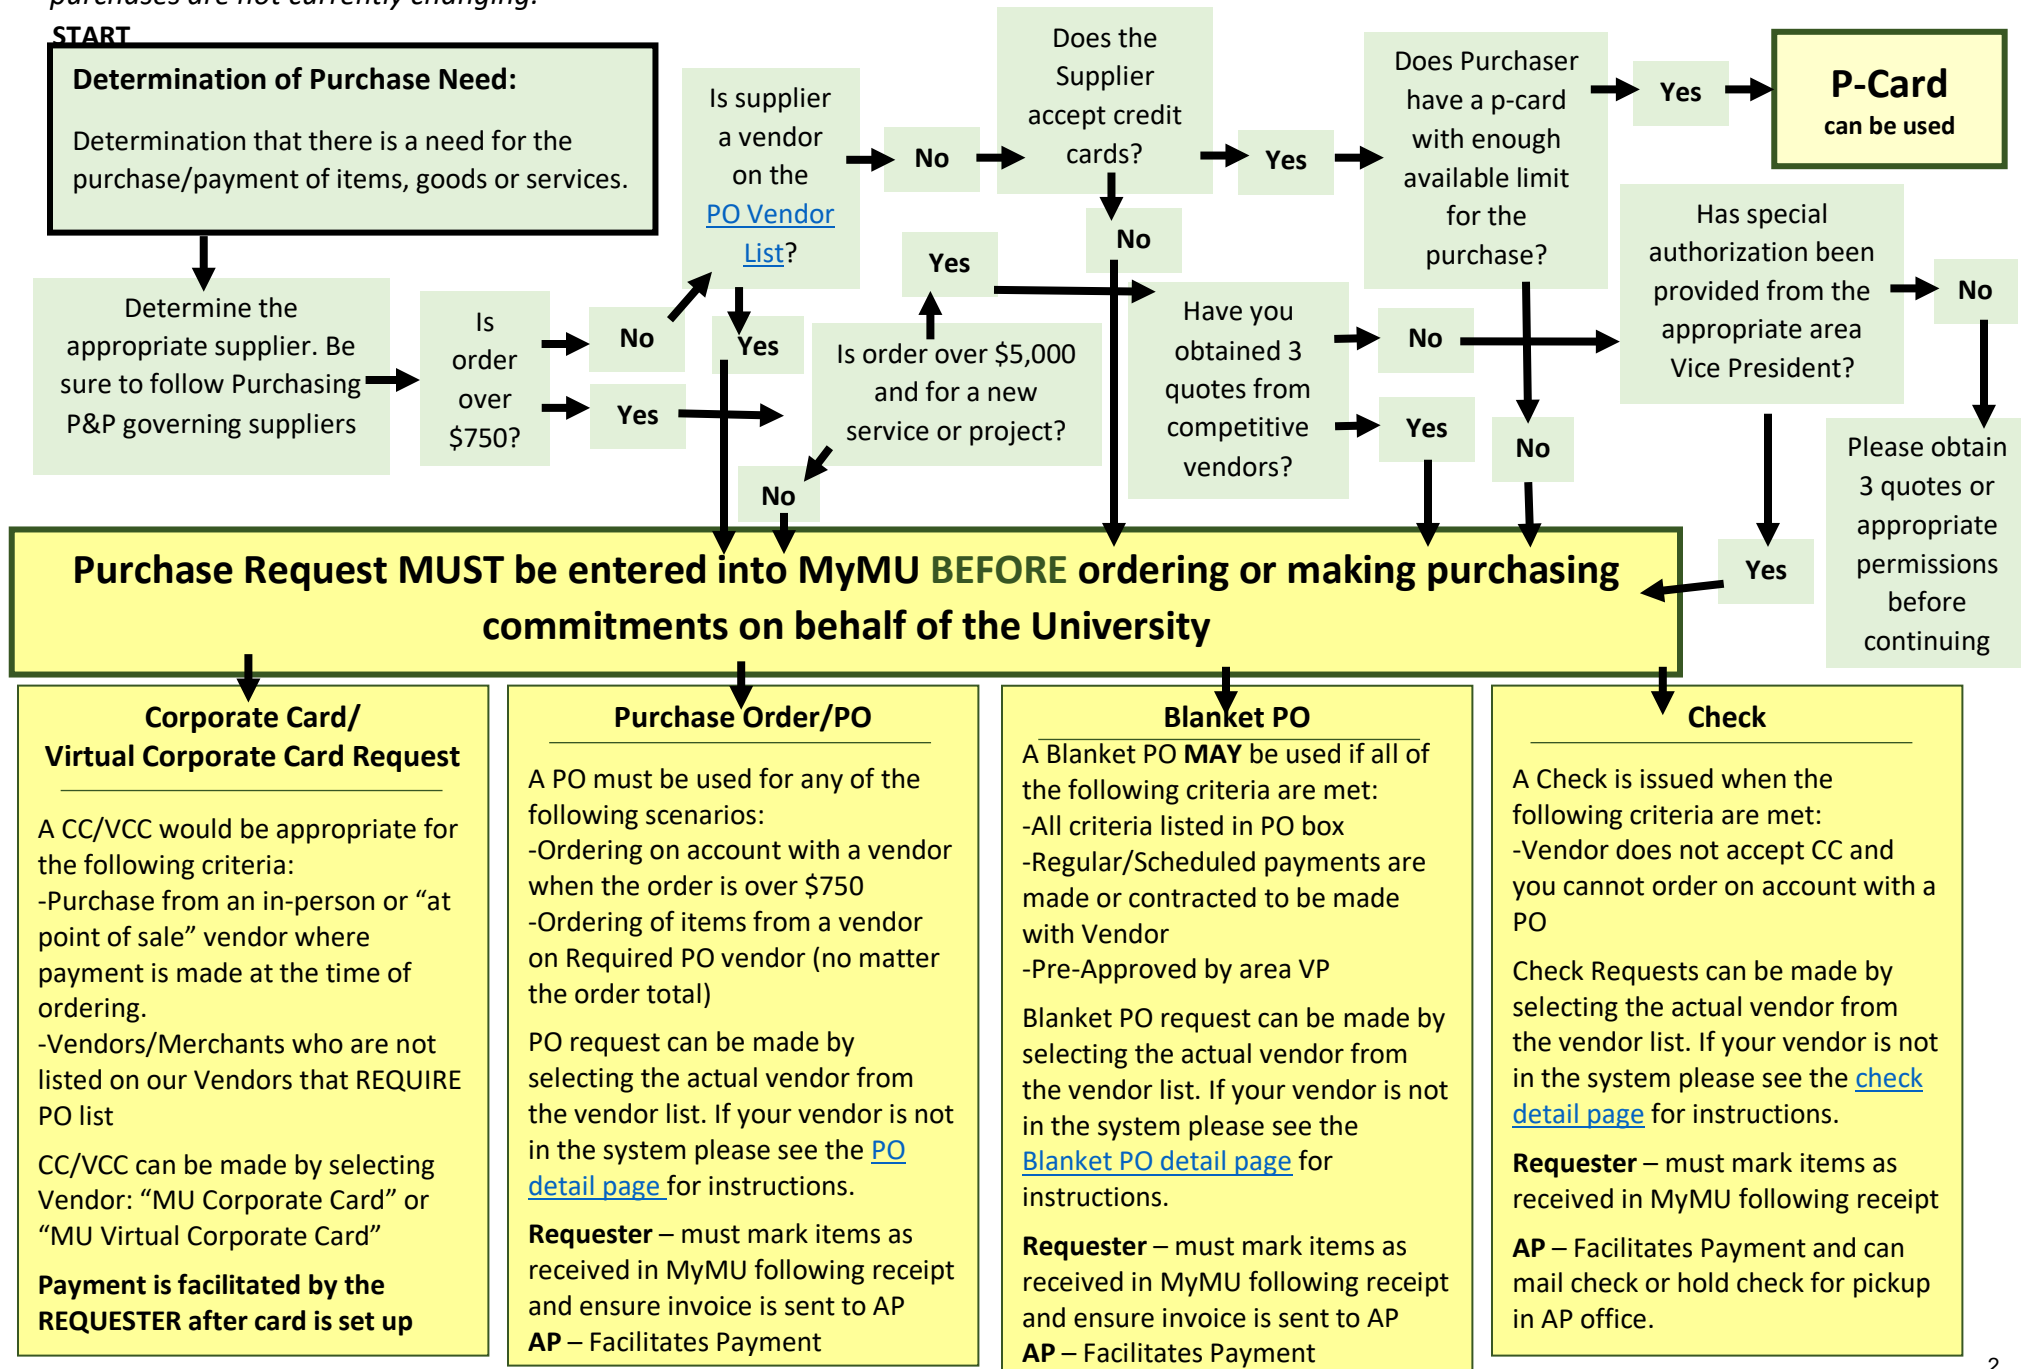 purchases are not currently changing.
START
Determination of Purchase Need:
Determination that there is a need for the
purchase/payment of items, goods or services.
Determine the
appropriate supplier. Be
sure to follow Purchasing
P&P governing suppliers
Is
order
over
$750?
No
Yes
Is supplier
a vendor
on the
PO Vendor
List?
No
Yes
Does the
Supplier
accept credit
cards?
Yes
No
Does Purchaser
have a p-card
with enough
available limit
for the
purchase?
Yes
No
P-Card
can be used
Is order over $5,000
and for a new
service or project?
Yes
No
Have you
obtained 3
quotes from
competitive
vendors?
No
Yes
Has special
authorization been
provided from the
appropriate area
Vice President?
No
Yes
Please obtain
3 quotes or
appropriate
permissions
before
continuing
Purchase Request MUST be entered into MyMU BEFORE ordering or making purchasing
commitments on behalf of the University
Corporate Card/
Virtual Corporate Card Request
A CC/VCC would be appropriate for
the following criteria:
-Purchase from an in-person or “at
point of sale” vendor where
payment is made at the time of
ordering.
-Vendors/Merchants who are not
listed on our Vendors that REQUIRE
PO list
CC/VCC can be made by selecting
Vendor: “MU Corporate Card” or
“MU Virtual Corporate Card”
Payment is facilitated by the
REQUESTER after card is set up
Purchase Order/PO
A PO must be used for any of the
following scenarios:
-Ordering on account with a vendor
when the order is over $750
-Ordering of items from a vendor
on Required PO vendor (no matter
the order total)
PO request can be made by
selecting the actual vendor from
the vendor list. If your vendor is not
in the system please see the PO
detail page for instructions.
Requester – must mark items as
received in MyMU following receipt
and ensure invoice is sent to AP
AP – Facilitates Payment
Blanket PO
A Blanket PO MAY be used if all of
the following criteria are met:
-All criteria listed in PO box
-Regular/Scheduled payments are
made or contracted to be made
with Vendor
-Pre-Approved by area VP
Blanket PO request can be made by
selecting the actual vendor from
the vendor list. If your vendor is not
in the system please see the
Blanket PO detail page for
instructions.
Requester – must mark items as
received in MyMU following receipt
and ensure invoice is sent to AP
AP – Facilitates Payment
Check
A Check is issued when the
following criteria are met:
-Vendor does not accept CC and
you cannot order on account with a
PO
Check Requests can be made by
selecting the actual vendor from
the vendor list. If your vendor is not
in the system please see the check
detail page for instructions.
Requester – must mark items as
received in MyMU following receipt
AP – Facilitates Payment and can
mail check or hold check for pickup
in AP office.
2